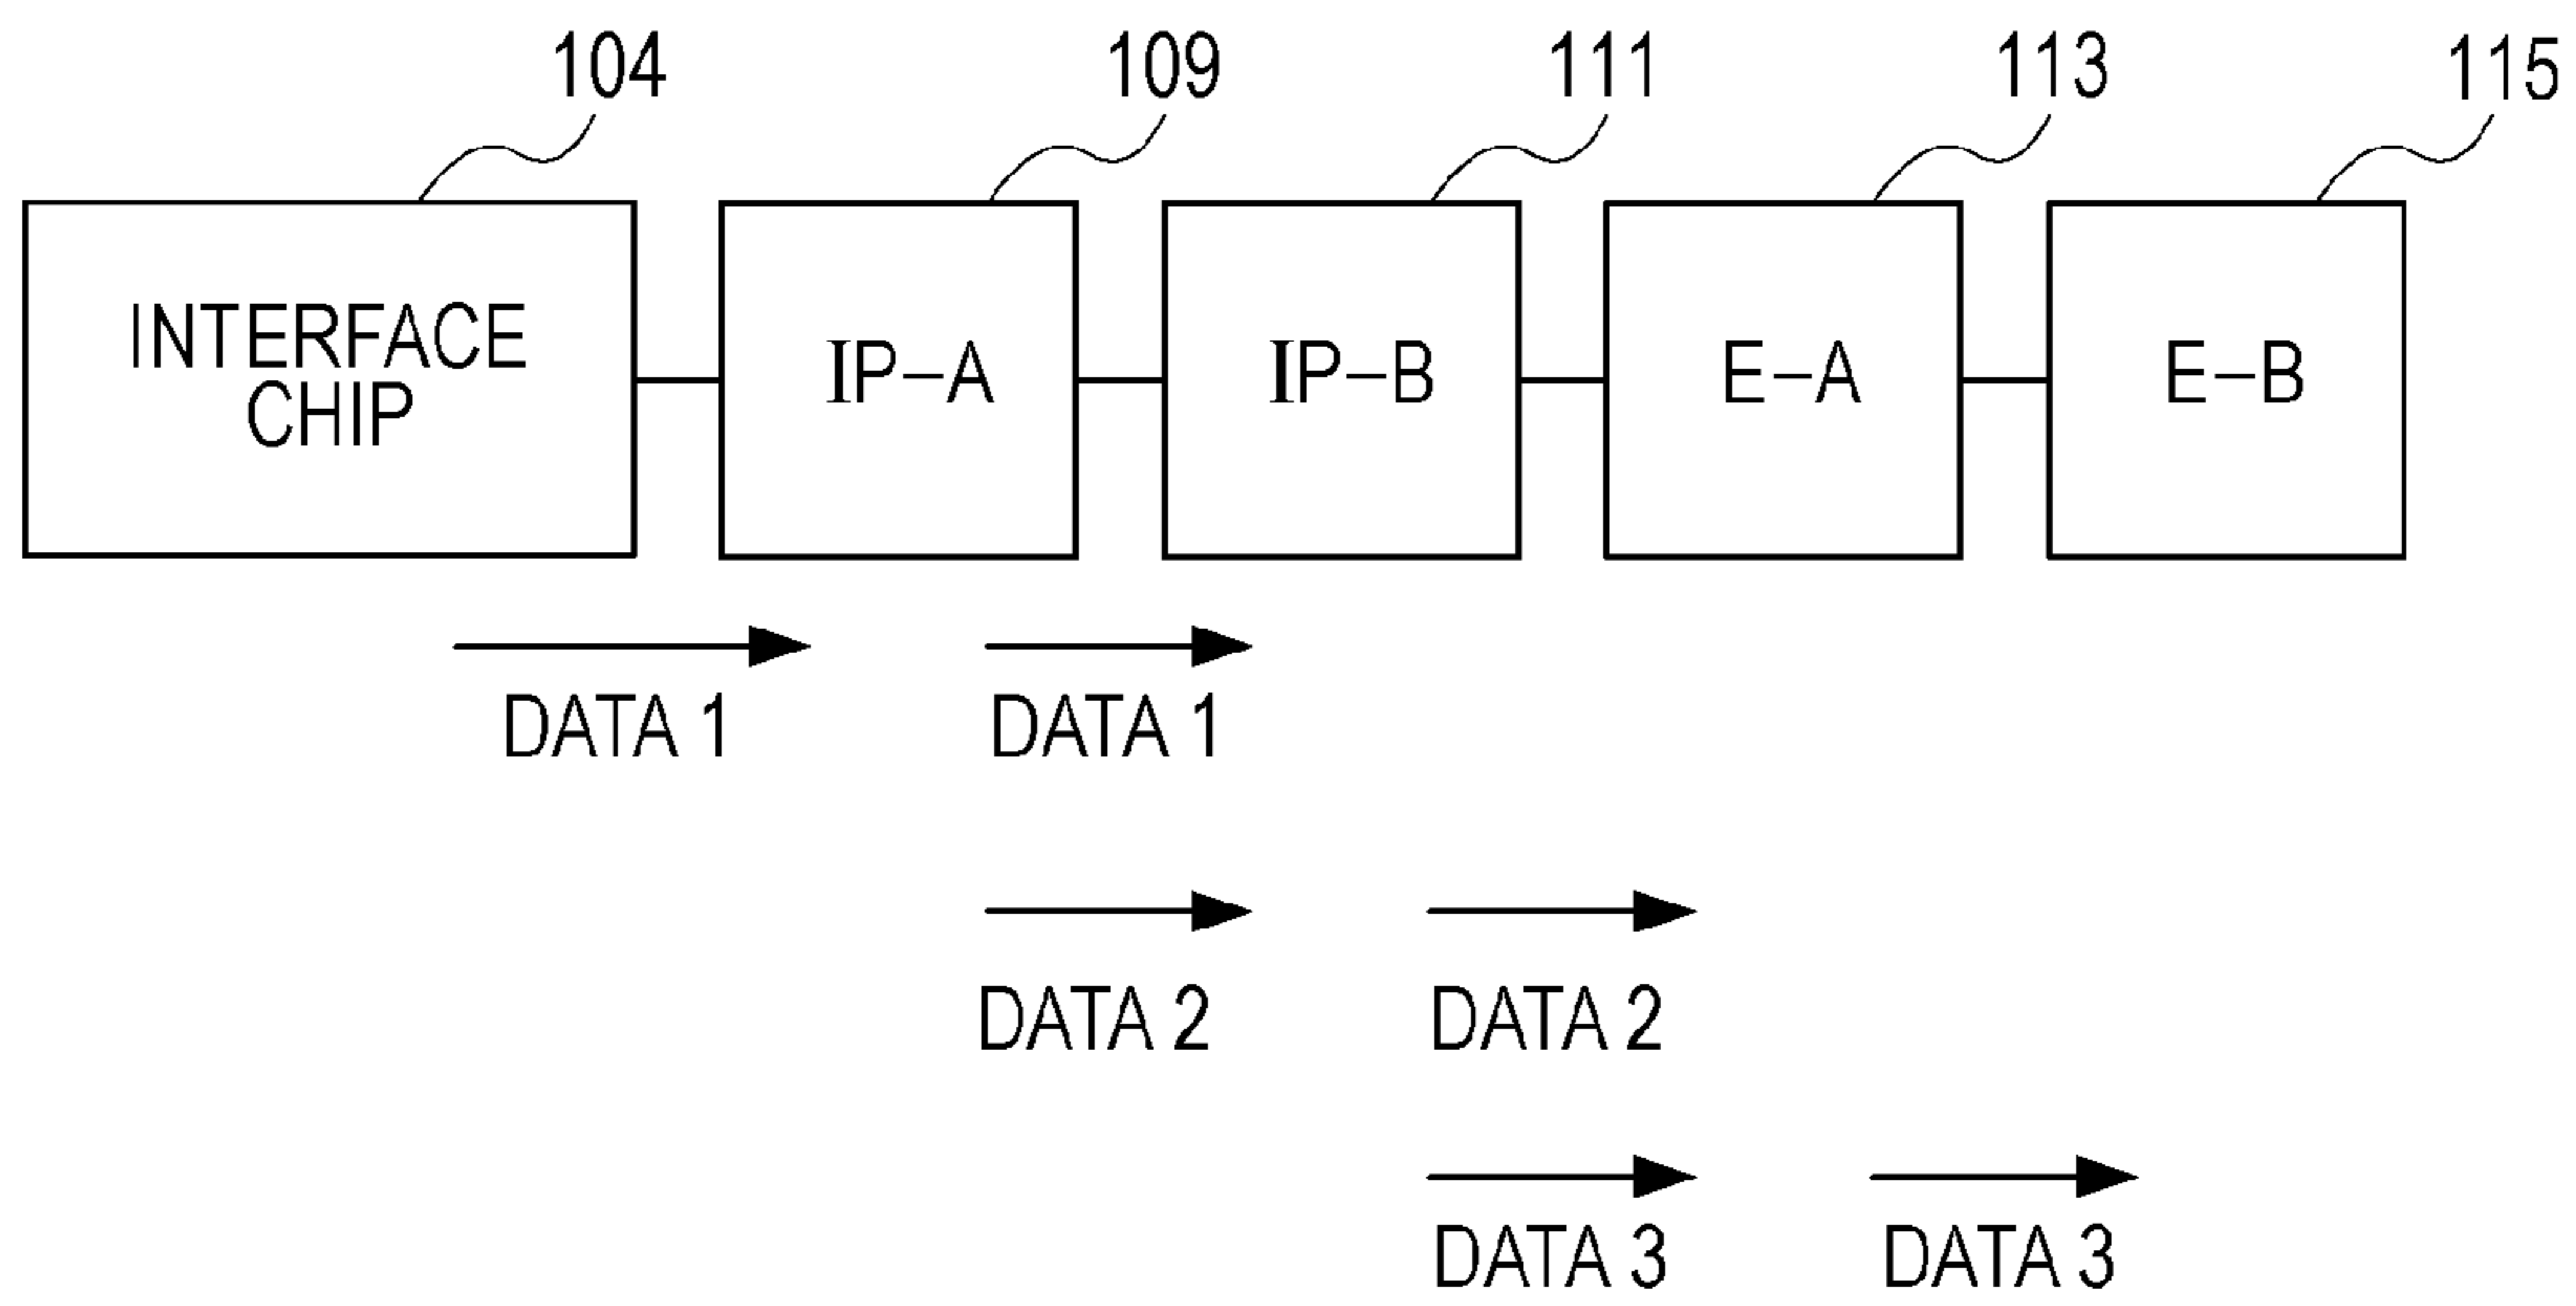 104
109
111
113
115
INTERFACE
CHIP
IP–A
IP–B
E–A
E–B
DATA 1
DATA 1
DATA 2
DATA 2
DATA 3
DATA 3